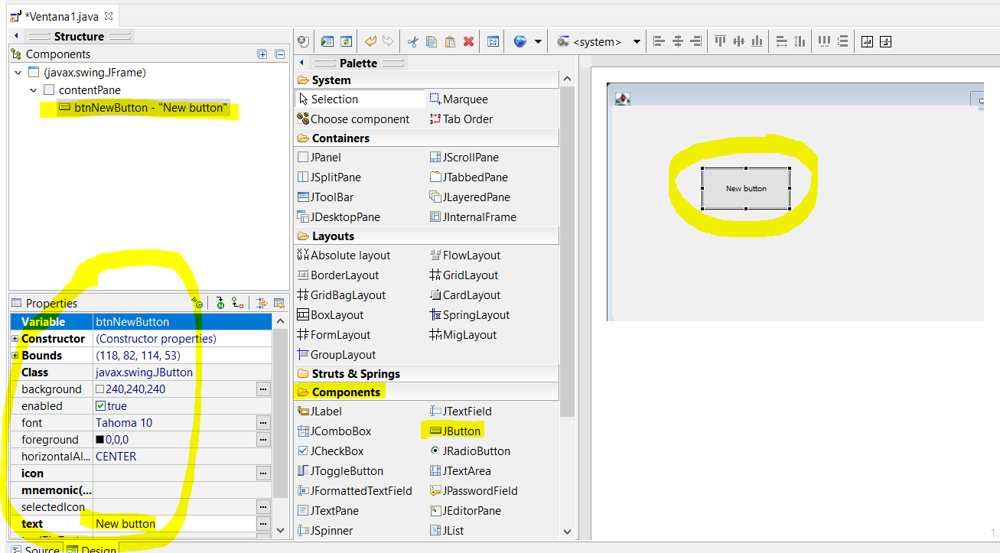 *Ventana1.java
Structure
Components
(javax.swing.JFrame)
contentPane
btnNewButton - "New button"
Properties
Variable btnNewButton
Constructor (Constructor properties)
Bounds (118, 82, 114, 53)
Class javax.swing.JButton
background 240,240,240
enabled true
font Tahoma 10
foreground 0,0,0
horizontalAl... CENTER
icon
mnemonic(...
selectedIcon
text New button
Source Design
<system>
Palette
System
Selection Marquee
Choose component Tab Order
Containers
JPanel JScrollPane
JSplitPane JTabbedPane
JToolBar JLayeredPane
JDesktopPane JInternalFrame
Layouts
Absolute layout FlowLayout
BorderLayout GridLayout
GridBagLayout CardLayout
BoxLayout SpringLayout
FormLayout MigLayout
GroupLayout
Struts & Springs
Components
JLabel JTextField
JComboBox JButton
JCheckBox JRadioButton
JToggleButton JTextArea
JFormattedTextField JPasswordField
JTextPane JEditorPane
JSpinner JList
New button
1.